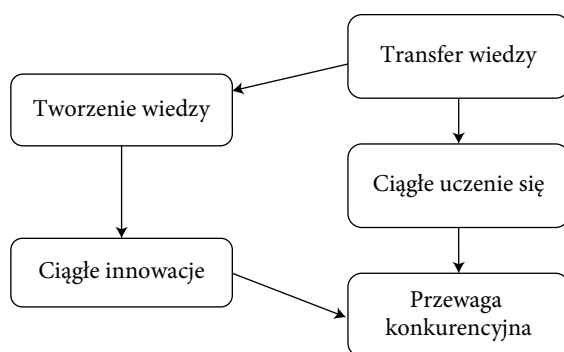 Transfer wiedzy
Tworzenie wiedzy
Ciągłe uczenie się
Ciągłe innowacje
Przewaga
konkurencyjna